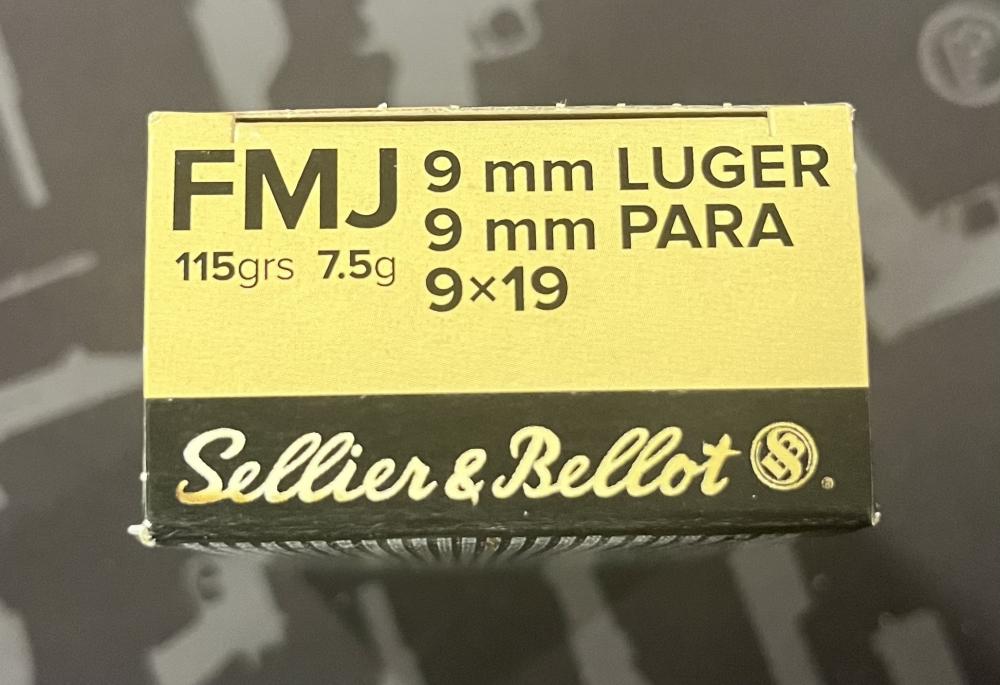 FMJ
115grs 7.5g
9 mm LUGER
9 mm PARA
9×19
Sellier & Bellot